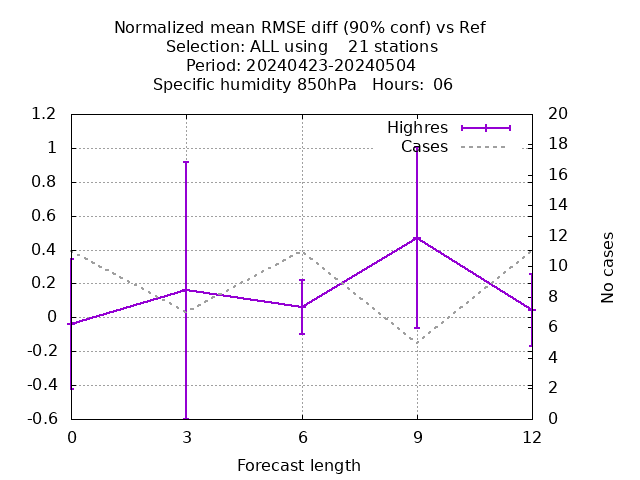 Normalized mean RMSE diff (90% conf) vs Ref
Selection: ALL using    21 stations
Period: 20240423-20240504
Specific humidity 850hPa   Hours:  06
Highres
Cases
1.2
1
0.8
0.6
0.4
0.2
0
-0.2
-0.4
-0.6
20
18
16
14
12
10
8
6
4
2
0
No cases
0 3 6 9 12
Forecast length